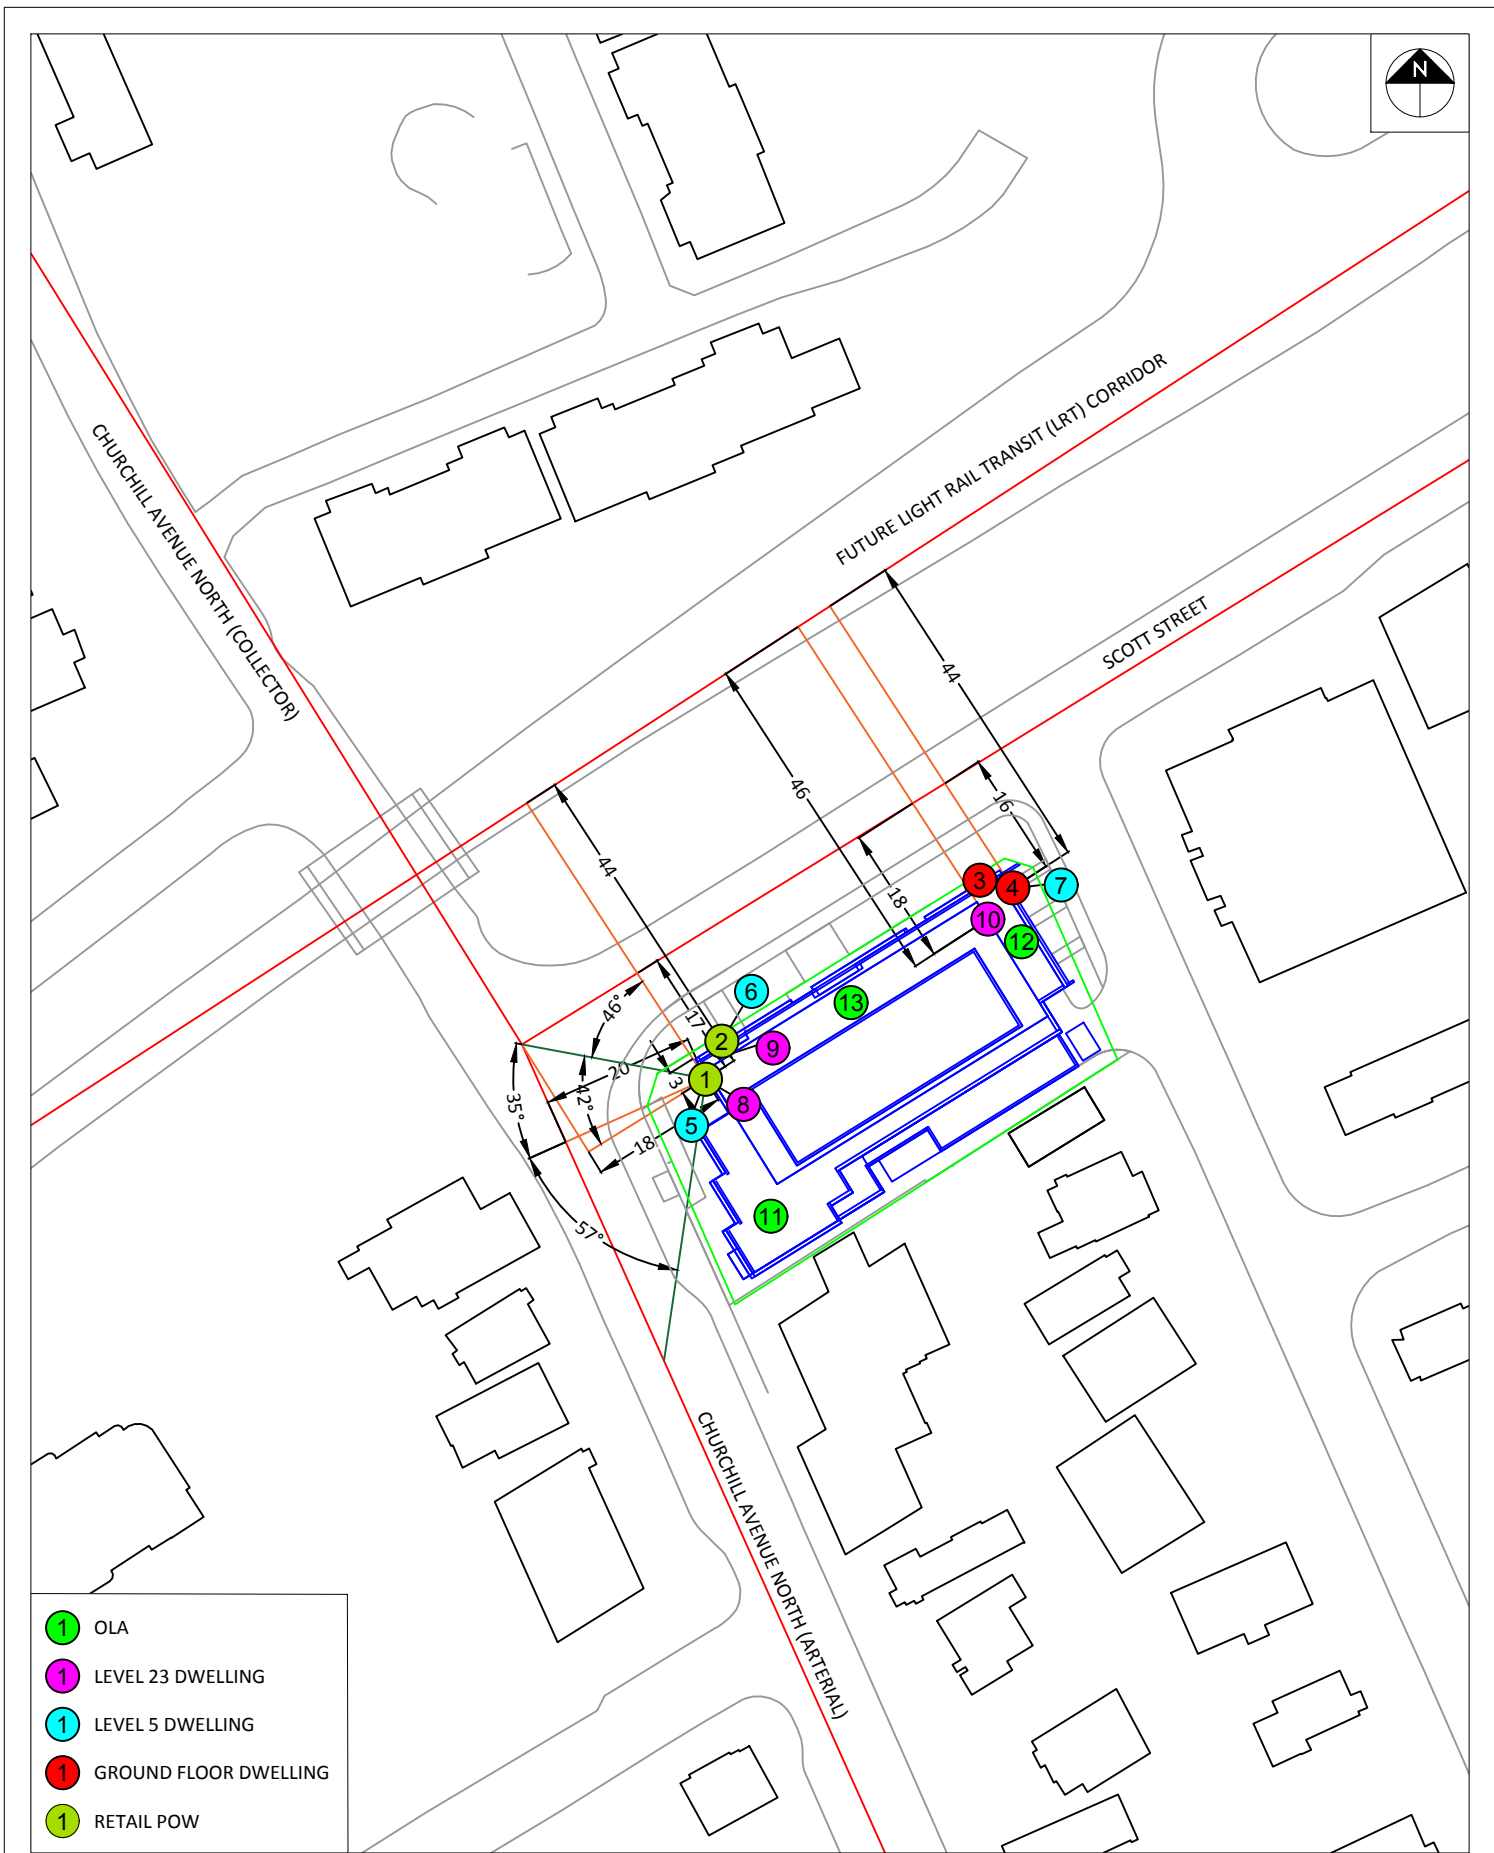 N
CHURCHILL AVENUE NORTH (COLLECTOR)
FUTURE LIGHT RAIL TRANSIT (LRT) CORRIDOR
SCOTT STREET
44
46
44
16
18
17
46°
20
42°
35°
3
18
57°
3
4
7
10
12
6
13
2
9
1
8
5
11
CHURCHILL AVENUE NORTH (ARTERIAL)
1 OLA
1 LEVEL 23 DWELLING
1 LEVEL 5 DWELLING
1 GROUND FLOOR DWELLING
1 RETAIL POW